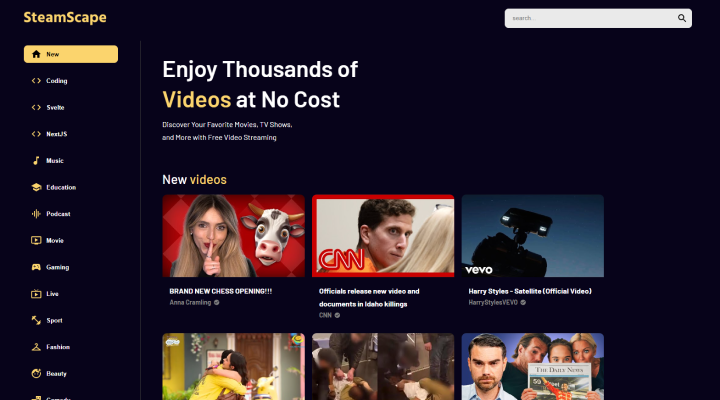 SteamScape
search...
New
Coding
Svelte
NextJS
Music
Education
Podcast
Movie
Gaming
Live
Sport
Fashion
Beauty
Comedy
Enjoy Thousands of
Videos at No Cost
Discover Your Favorite Movies, TV Shows,
and More with Free Video Streaming
New videos
CNN
vevo
BRAND NEW CHESS OPENING!!!
Anna Cramling
Officials release new video and
documents in Idaho killings
CNN
Harry Styles - Satellite (Official Video)
HarryStylesVEVO
THE DAILY NEWS